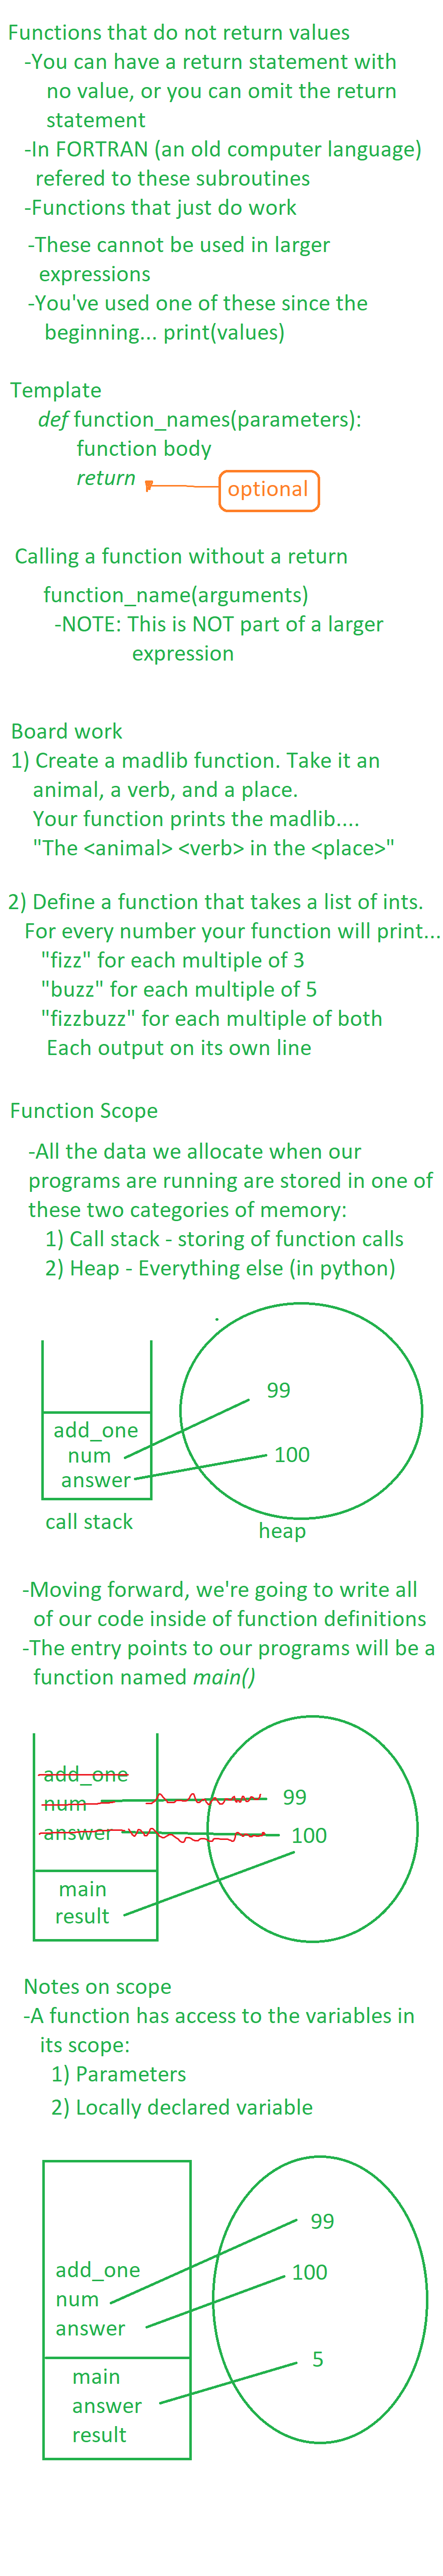 Functions that do not return values
-You can have a return statement with
no value, or you can omit the return
statement
-In FORTRAN (an old computer language)
refered to these subroutines
-Functions that just do work
-These cannot be used in larger
expressions
-You've used one of these since the
beginning... print(values)
Template
def function_names(parameters):
function body
return
optional
Calling a function without a return
function_name(arguments)
-NOTE: This is NOT part of a larger
expression
Board work
1) Create a madlib function. Take it an
animal, a verb, and a place.
Your function prints the madlib....
"The <animal> <verb> in the <place>"
2) Define a function that takes a list of ints.
For every number your function will print...
"fizz" for each multiple of 3
"buzz" for each multiple of 5
"fizzbuzz" for each multiple of both
Each output on its own line
Function Scope
-All the data we allocate when our
programs are running are stored in one of
these two categories of memory:
1) Call stack - storing of function calls
2) Heap - Everything else (in python)
99
add_one
num
100
answer
call stack
heap
-Moving forward, we're going to write all
of our code inside of function definitions
-The entry points to our programs will be a
function named main()
add_one
num
99
answer
100
main
result
Notes on scope
-A function has access to the variables in
its scope:
1) Parameters
2) Locally declared variable
99
add_one
100
num
answer
5
main
answer
result